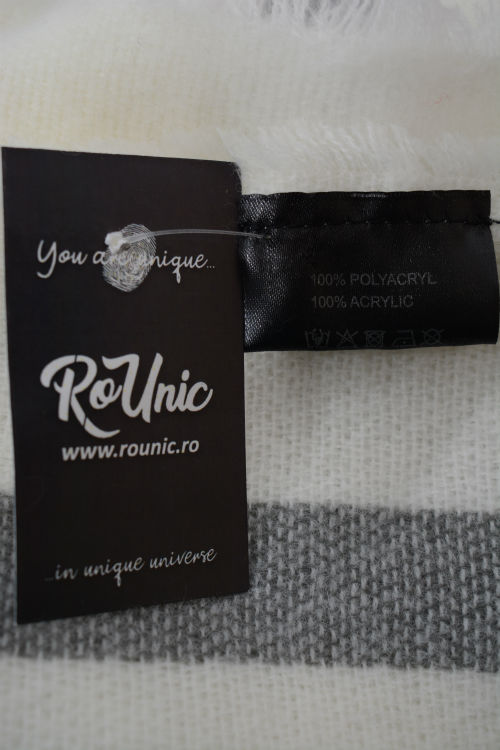 You are unique...
RoUnic
www.rounic.ro
...in unique universe
100% POLYACRYL
100% ACRYLIC